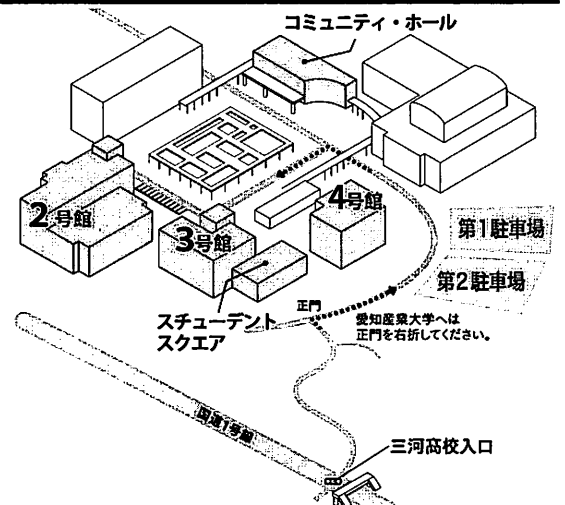 コミュニティ・ホール
2号館
3号館
4号館
第1駐車場
第2駐車場
スチューデント
スクエア
正門
愛知産業大学へは
正門を右折してください。
国道1号線
三河高校入口